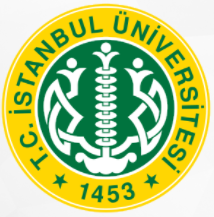 T.C. İSTANBUL ÜNİVERSİTESİ
★ 1453 ★